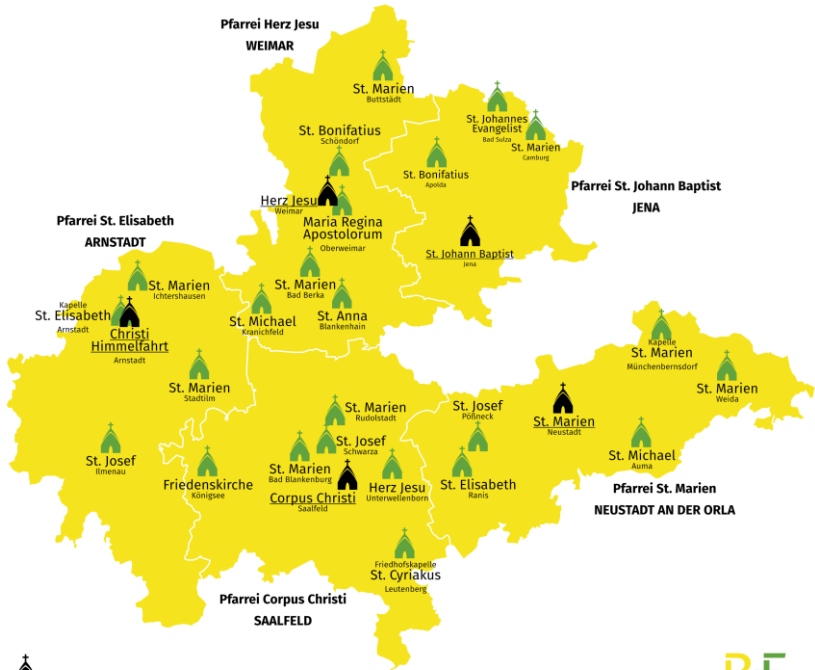 Pfarrei Herz Jesu
WEIMAR
St. Marien
Buttstädt
St. Bonifatius
Schöndorf
Herz Jesu
Weimar
Maria Regina
Apostolorum
Oberweimar
St. Marien
Bad Berka
St. Anna
Blankenhain
St. Michael
Kranichfeld
St. Johannes
Evangelist
Bad Sulza
St. Marien
Camburg
St. Bonifatius
Apolda
Pfarrei St. Johann Baptist
JENA
St. Johann Baptist
Jena
Pfarrei St. Elisabeth
ARNSTADT
St. Marien
Ichtershausen
Kapelle
St. Elisabeth
Arnstadt
Christi
Himmelfahrt
Arnstadt
St. Marien
Stadtilm
St. Josef
Ilmenau
St. Marien
Rudolstadt
St. Josef
Schwarza
St. Marien
Bad Blankenburg
Friedenskirche
Königsee
Corpus Christi
Saalfeld
Herz Jesu
Unterwellenborn
Friedhofskapelle
St. Cyriakus
Leutenberg
Pfarrei Corpus Christi
SAALFELD
Kapelle
St. Marien
Münchenbernsdorf
St. Marien
Weida
St. Josef
Pößneck
St. Marien
Neustadt
St. Michael
Auma
St. Elisabeth
Ranis
Pfarrei St. Marien
NEUSTADT AN DER ORLA